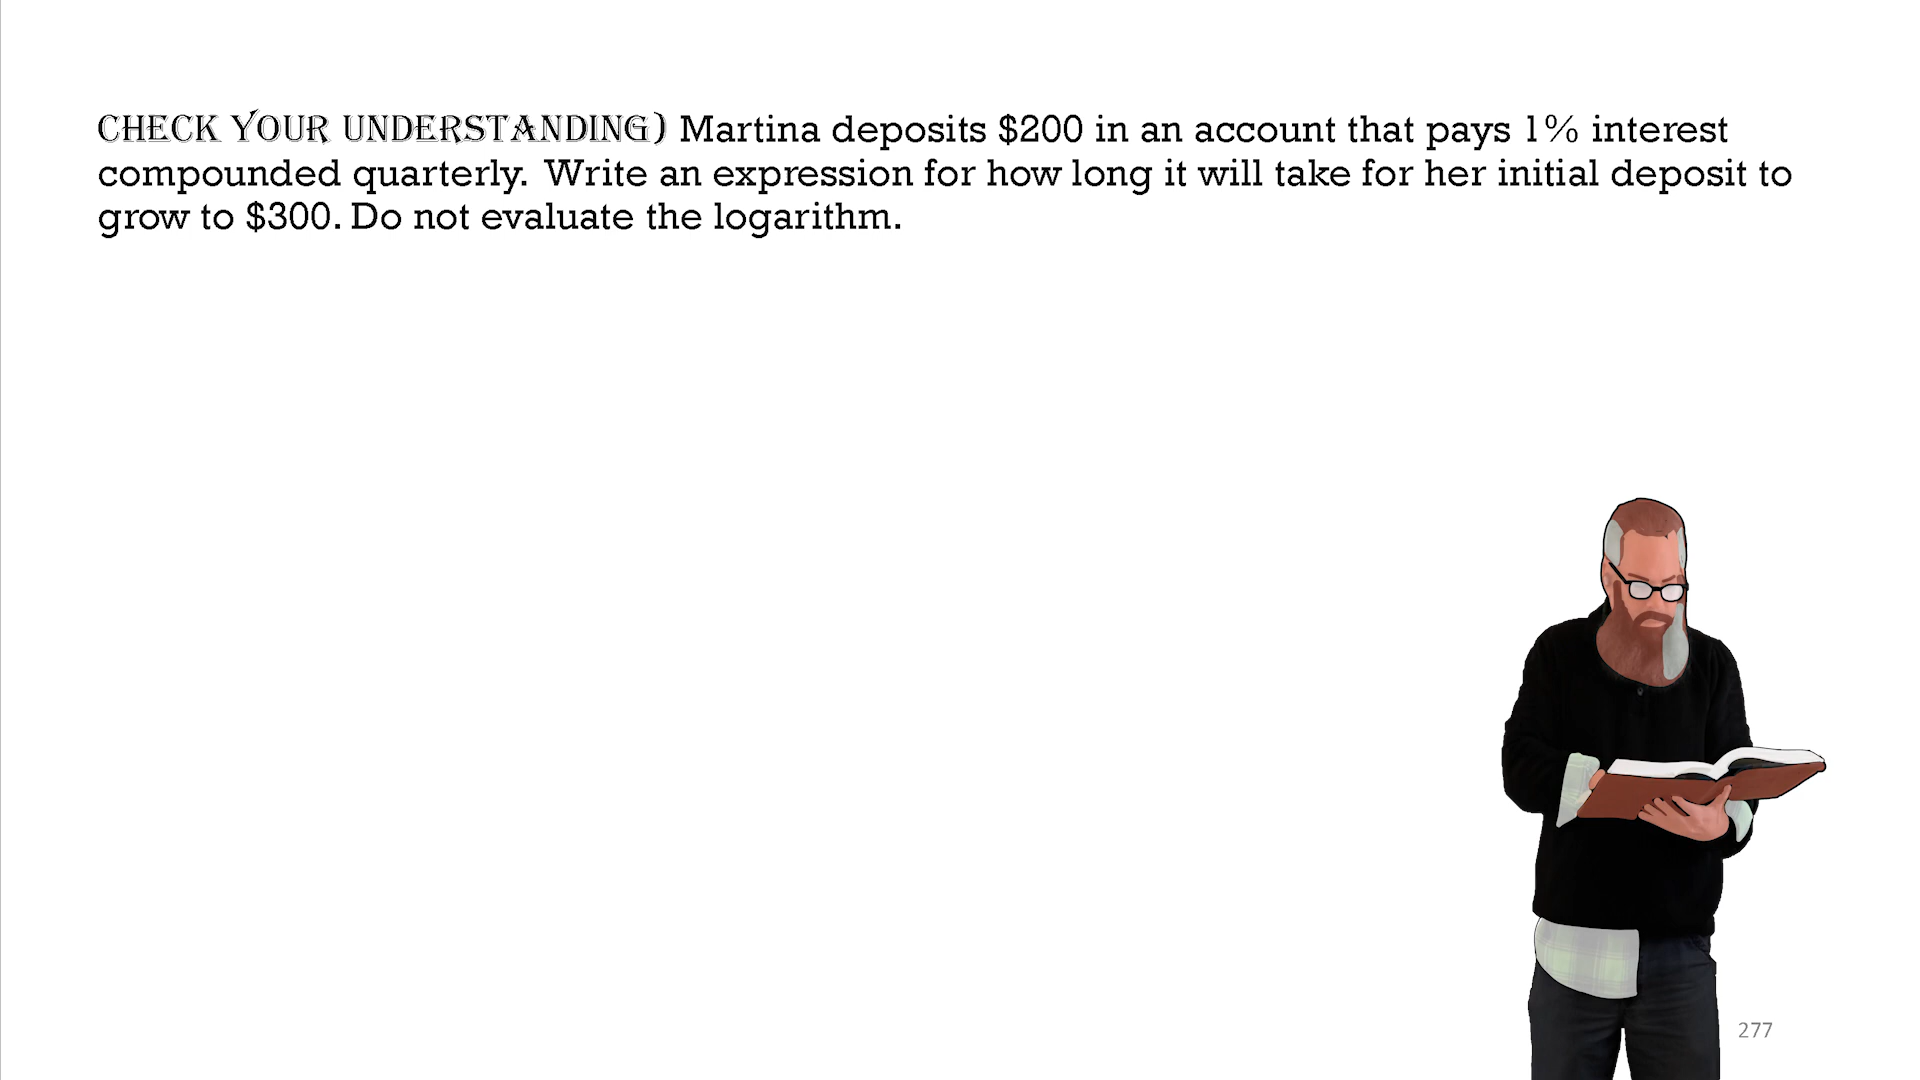 CHECK YOUR UNDERSTANDING) Martina deposits $200 in an account that pays 1% interest
compounded quarterly.  Write an expression for how long it will take for her initial deposit to
grow to $300. Do not evaluate the logarithm.
277